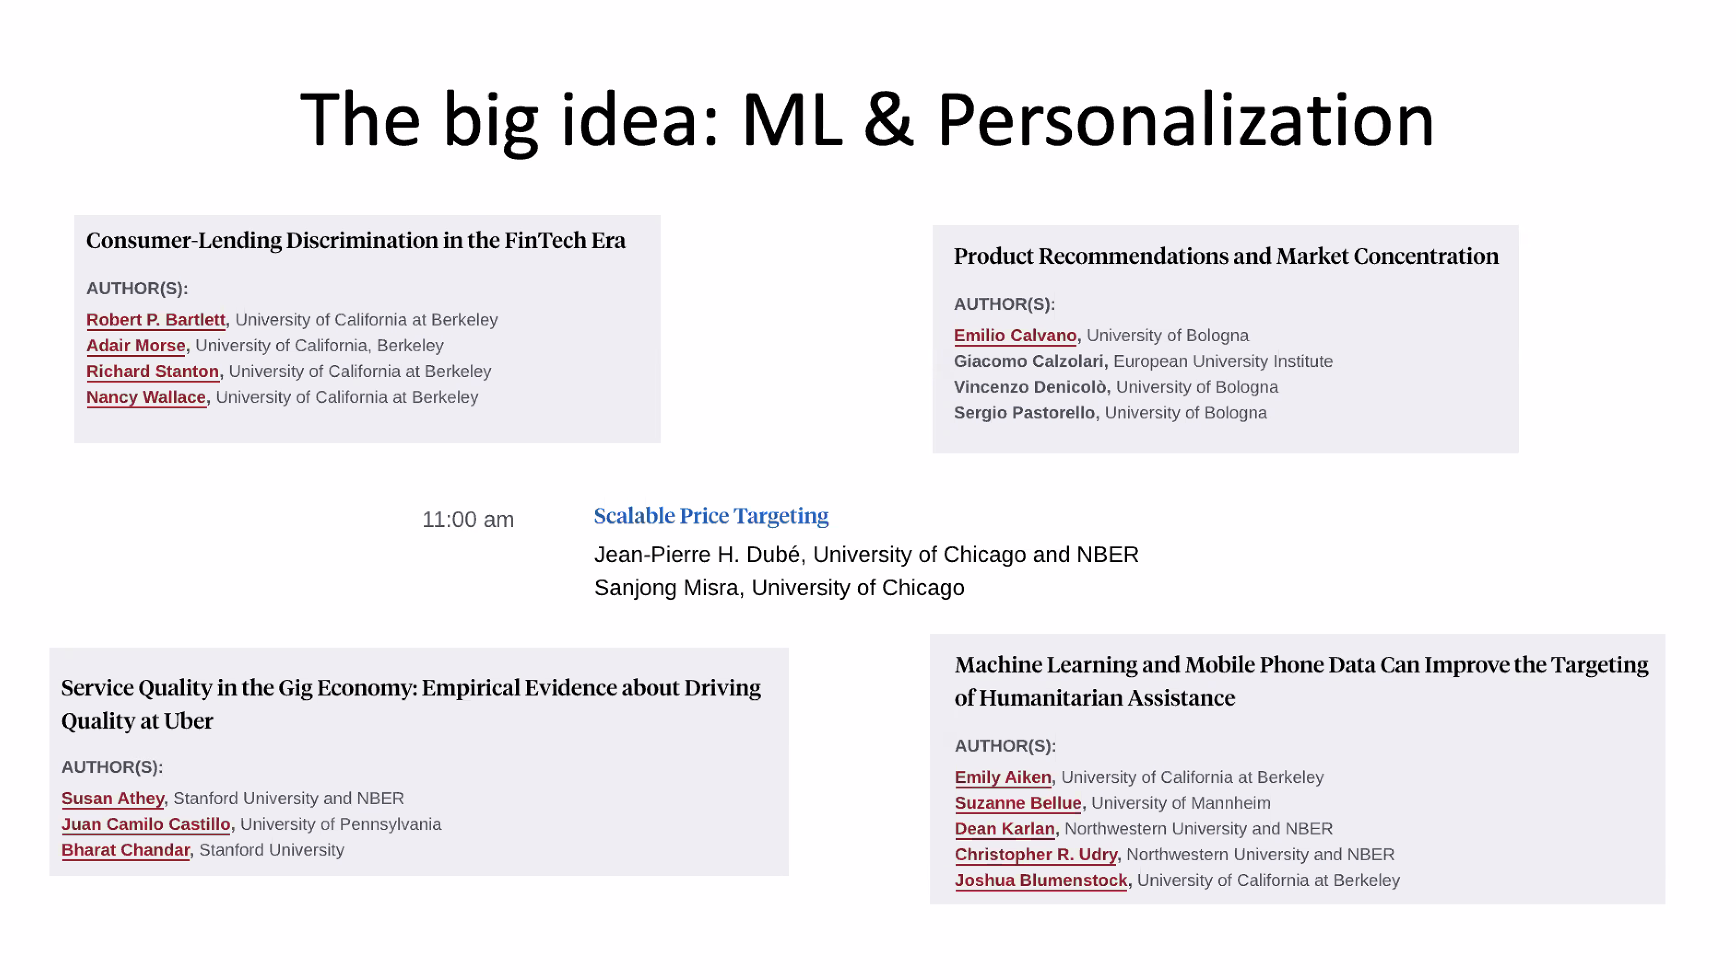 The big idea: ML & Personalization
Consumer-Lending Discrimination in the FinTech Era
AUTHOR(S):
Robert P. Bartlett, University of California at Berkeley
Adair Morse, University of California, Berkeley
Richard Stanton, University of California at Berkeley
Nancy Wallace, University of California at Berkeley
Product Recommendations and Market Concentration
AUTHOR(S):
Emilio Calvano, University of Bologna
Giacomo Calzolari, European University Institute
Vincenzo Denicolò, University of Bologna
Sergio Pastorello, University of Bologna
11:00 am
Scalable Price Targeting
Jean-Pierre H. Dubé, University of Chicago and NBER
Sanjong Misra, University of Chicago
Service Quality in the Gig Economy: Empirical Evidence about Driving
Quality at Uber
AUTHOR(S):
Susan Athey, Stanford University and NBER
Juan Camilo Castillo, University of Pennsylvania
Bharat Chandar, Stanford University
Machine Learning and Mobile Phone Data Can Improve the Targeting
of Humanitarian Assistance
AUTHOR(S):
Emily Aiken, University of California at Berkeley
Suzanne Bellue, University of Mannheim
Dean Karlan, Northwestern University and NBER
Christopher R. Udry, Northwestern University and NBER
Joshua Blumenstock, University of California at Berkeley